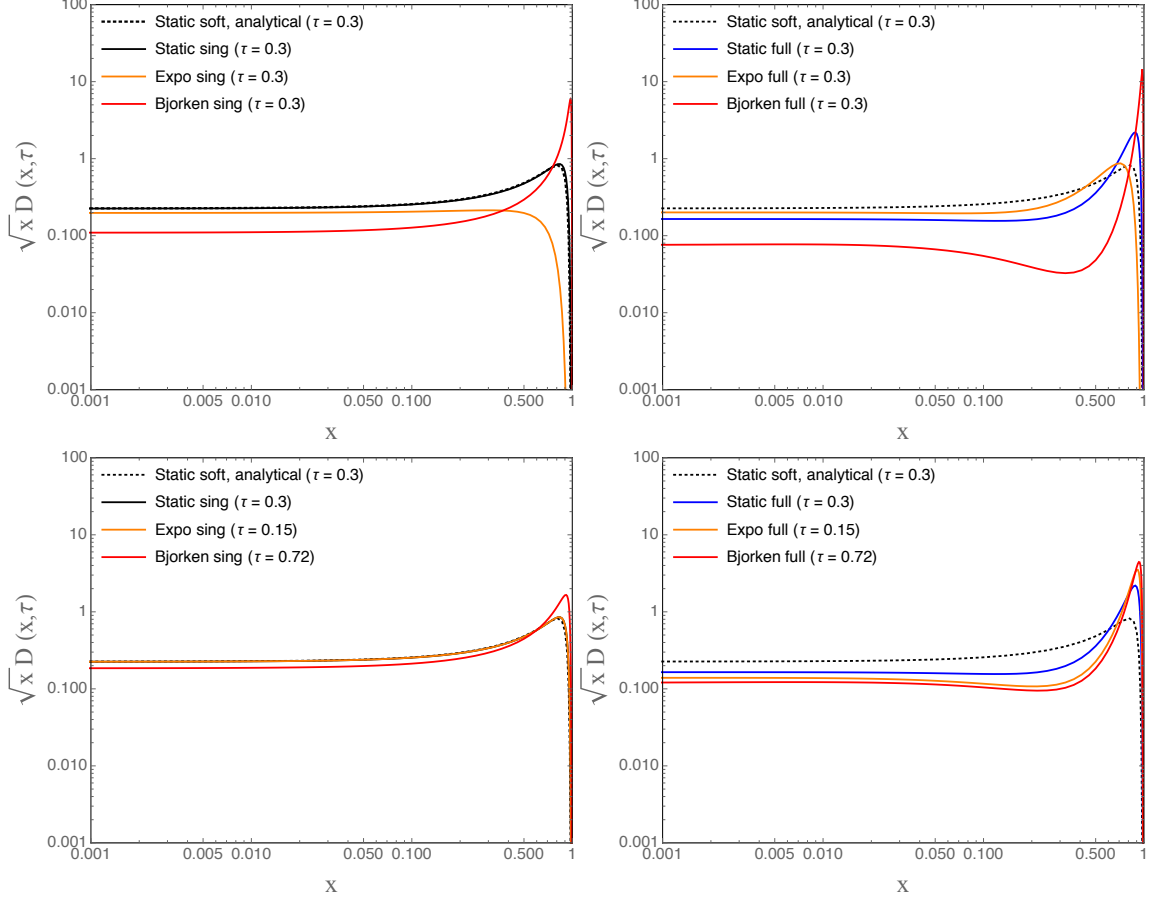 100
10
1
0.100
0.010
0.001
√x D (x,τ)
Static soft, analytical (τ = 0.3)
Static sing (τ = 0.3)
Expo sing (τ = 0.3)
Bjorken sing (τ = 0.3)
0.001 0.005 0.010 0.050 0.100 0.500 1
x
100
10
1
0.100
0.010
0.001
√x D (x,τ)
Static soft, analytical (τ = 0.3)
Static full (τ = 0.3)
Expo full (τ = 0.3)
Bjorken full (τ = 0.3)
0.001 0.005 0.010 0.050 0.100 0.500 1
x
100
10
1
0.100
0.010
0.001
√x D (x,τ)
Static soft, analytical (τ = 0.3)
Static sing (τ = 0.3)
Expo sing (τ = 0.15)
Bjorken sing (τ = 0.72)
0.001 0.005 0.010 0.050 0.100 0.500 1
x
100
10
1
0.100
0.010
0.001
√x D (x,τ)
Static soft, analytical (τ = 0.3)
Static full (τ = 0.3)
Expo full (τ = 0.15)
Bjorken full (τ = 0.72)
0.001 0.005 0.010 0.050 0.100 0.500 1
x